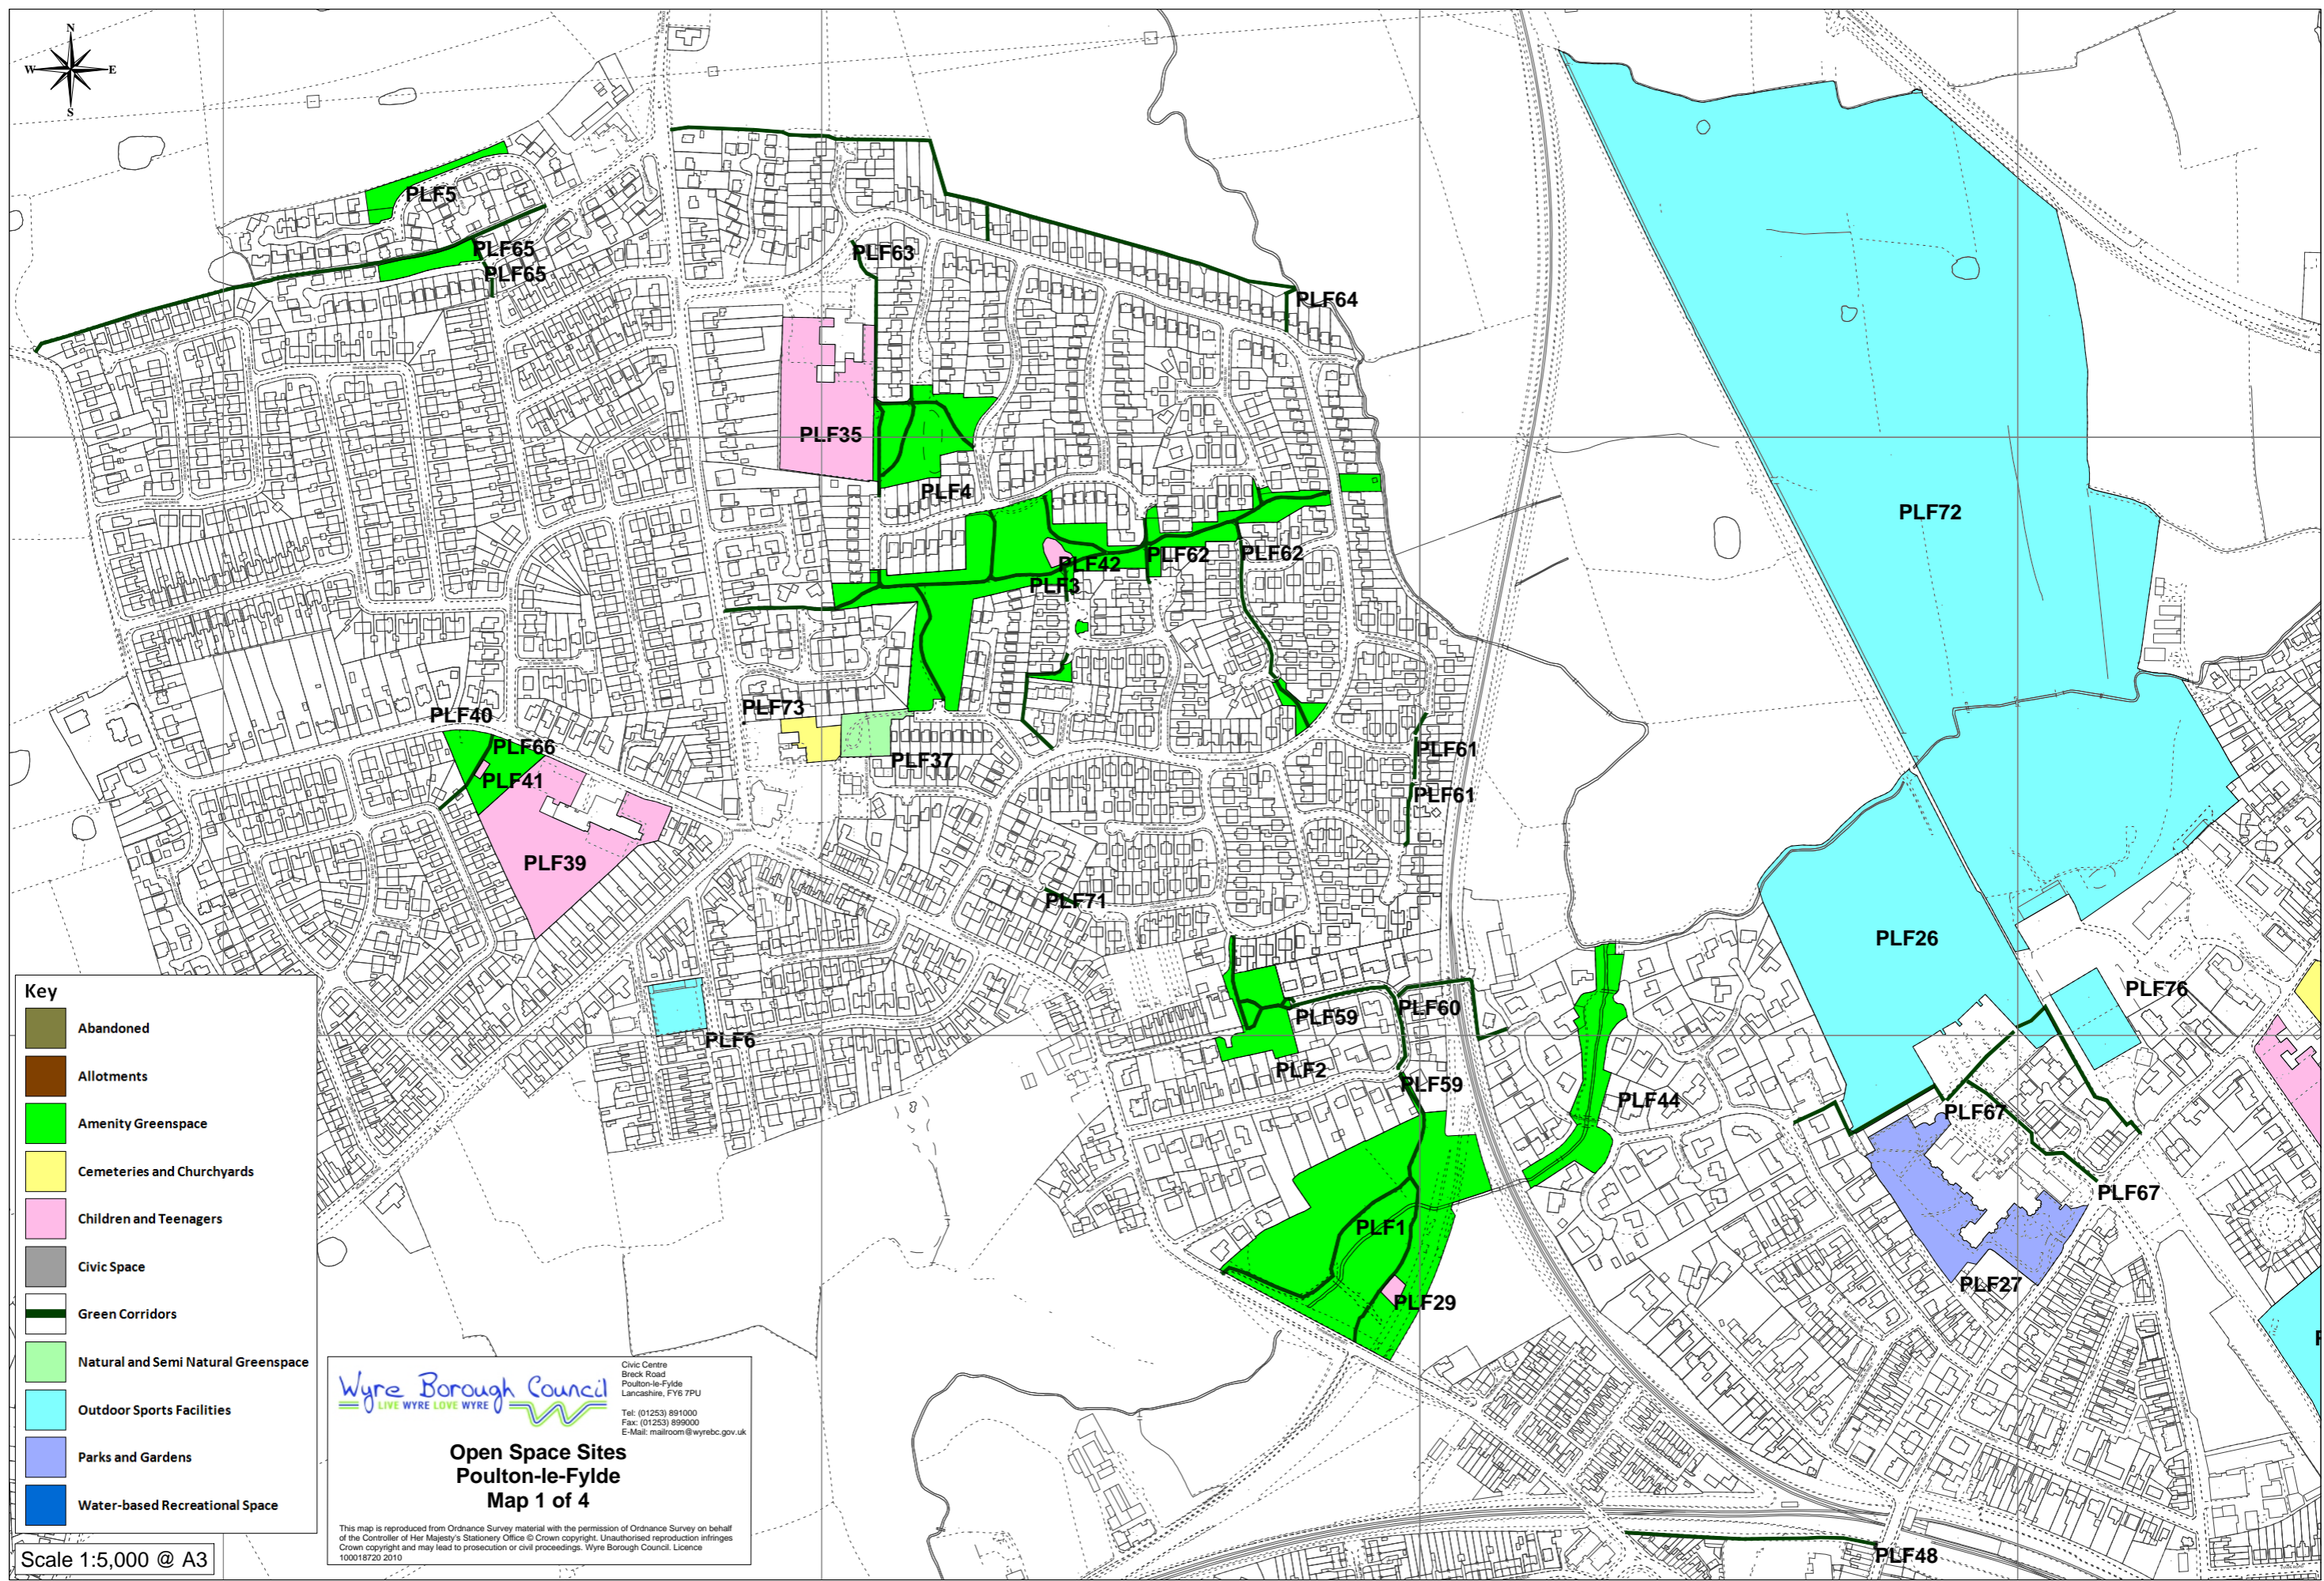 N
W E
S
PLF5
PLF65
PLF65
PLF63
PLF64
PLF35
PLF4
PLF72
PLF42
PLF62
PLF62
PLF3
PLF40
PLF73
PLF66
PLF37
PLF61
PLF41
PLF61
PLF39
PLF71
PLF26
PLF76
PLF60
PLF59
PLF6
PLF2
PLF59
PLF44
PLF67
PLF67
PLF1
PLF27
PLF29
PLF48
Key
Abandoned
Allotments
Amenity Greenspace
Cemeteries and Churchyards
Children and Teenagers
Civic Space
Green Corridors
Natural and Semi Natural Greenspace
Outdoor Sports Facilities
Parks and Gardens
Water-based Recreational Space
Scale 1:5,000 @ A3
Wyre Borough Council
LIVE WYRE LOVE WYRE
Civic Centre
Breck Road
Poulton-le-Fylde
Lancashire, FY6 7PU
Tel: (01253) 891000
Fax: (01253) 899000
E-Mail: mailroom@wyrebc.gov.uk
Open Space Sites
Poulton-le-Fylde
Map 1 of 4
This map is reproduced from Ordnance Survey material with the permission of Ordnance Survey on behalf
of the Controller of Her Majesty's Stationery Office © Crown copyright. Unauthorised reproduction infringes
Crown copyright and may lead to prosecution or civil proceedings. Wyre Borough Council. Licence
100018720 2010